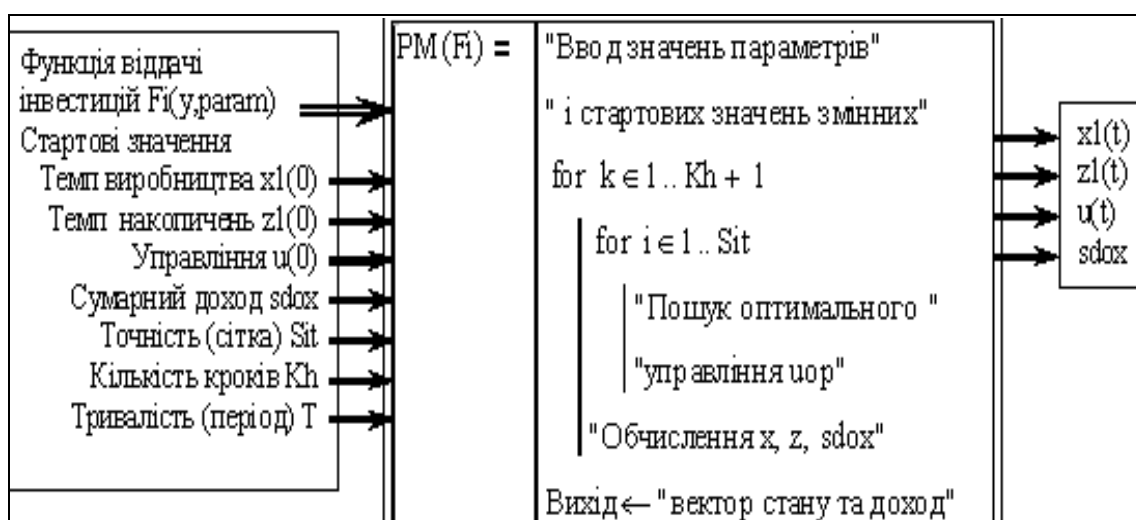 Функція віддачі
інвестицій Fi(y,param)
Стартові значення
Темп виробництва x1(0)
Темп накопичень z1(0)
Управління u(0)
Сумарний доход sdox
Точність (сітка) Sit
Кількість кроків Kh
Тривалість (період) T
PM(Fi) =
"Ввод значень параметрів"
" і стартових значень змінних"
for k ∈ 1 .. Kh + 1
for i ∈ 1 .. Sit
"Пошук оптимального "
"управління uop"
"Обчислення x, z, sdox"
Вихід ← "вектор стану та доход"
x1(t)
z1(t)
u(t)
sdox